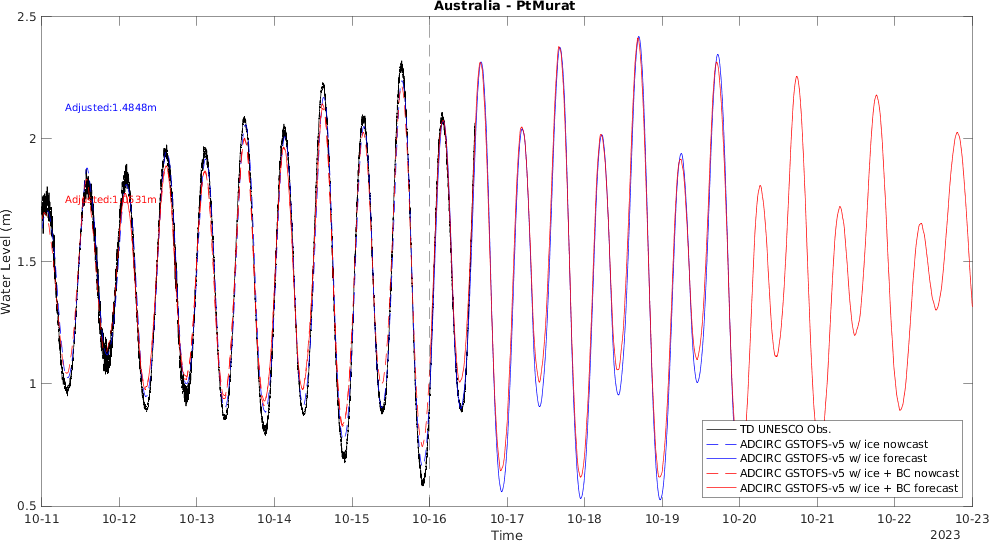 Australia - PtMurat
2.5
2
1.5
1
0.5
Water Level (m)
Adjusted:1.4848m
TD UNESCO Obs.
ADCIRC GSTOFS-v5 w/ ice nowcast
ADCIRC GSTOFS-v5 w/ ice forecast
ADCIRC GSTOFS-v5 w/ ice + BC nowcast
ADCIRC GSTOFS-v5 w/ ice + BC forecast
10-11 10-12 10-13 10-14 10-15 10-16 10-17 10-18 10-19 10-20 10-21 10-22 10-23
Time
2023